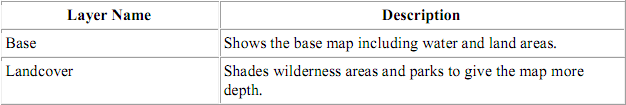 Layer Name Description
Base Shows the base map including water and land areas.
Landcover Shades wilderness areas and parks to give the map more
depth.